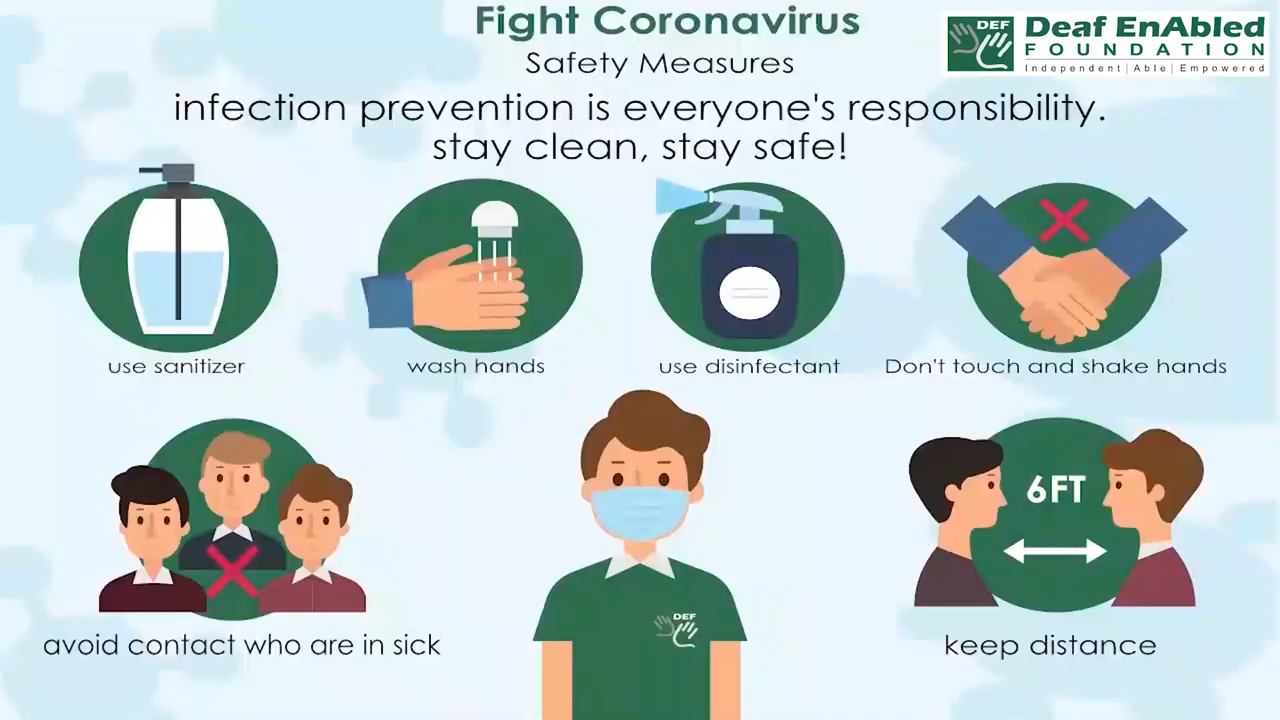 Fight Coronavirus
Safety Measures
DEF
Deaf EnAbled
FOUNDATION
Independent | Able | Empowered
infection prevention is everyone's responsibility.
stay clean, stay safe!
use sanitizer
wash hands
use disinfectant
Don't touch and shake hands
6FT
DEF
avoid contact who are in sick
keep distance